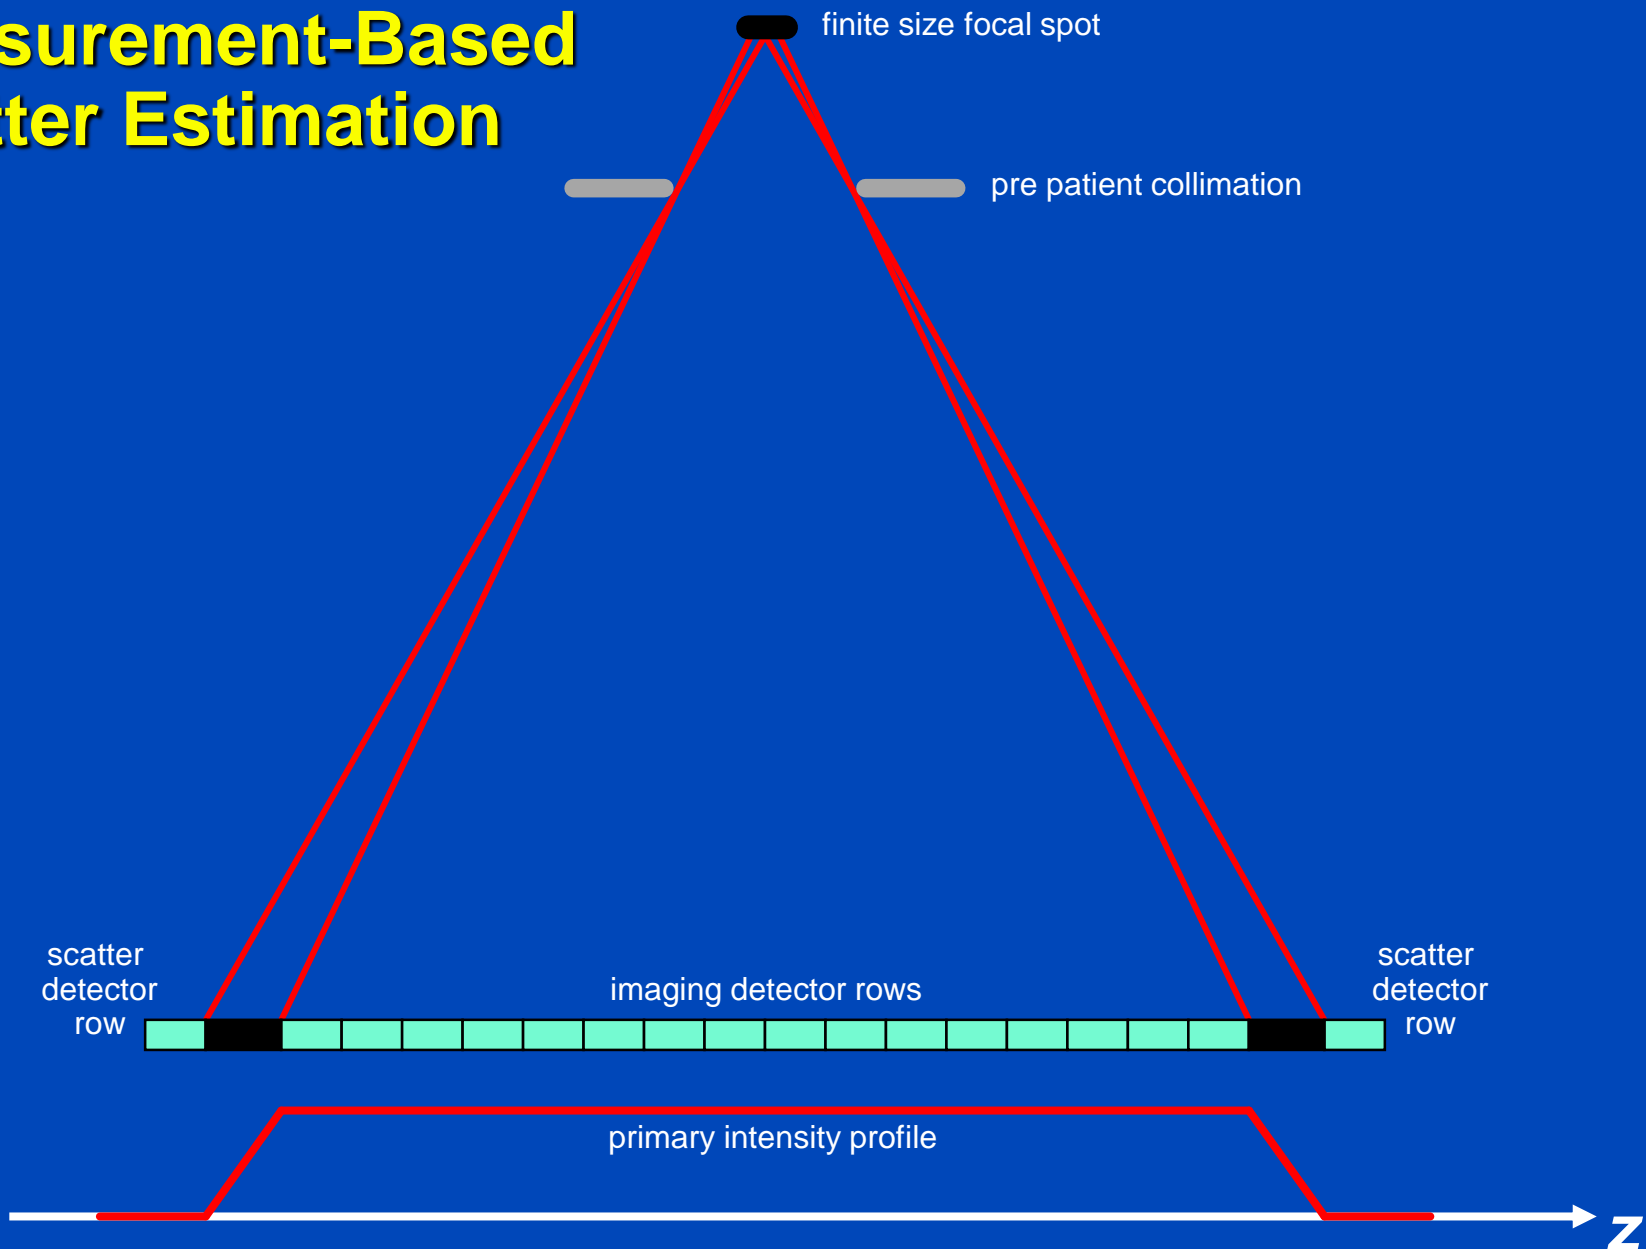 surement-Based
tter Estimation
finite size focal spot
pre patient collimation
scatter
detector
row
imaging detector rows
scatter
detector
row
primary intensity profile
z